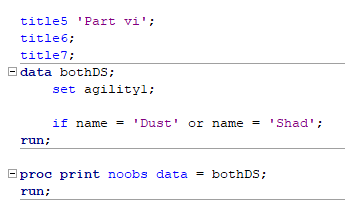 title5 'Part vi';
title6;
title7;
data bothDS;
set agility1;
if name = 'Dust' or name = 'Shad';
run;
proc print noobs data = bothDS;
run;